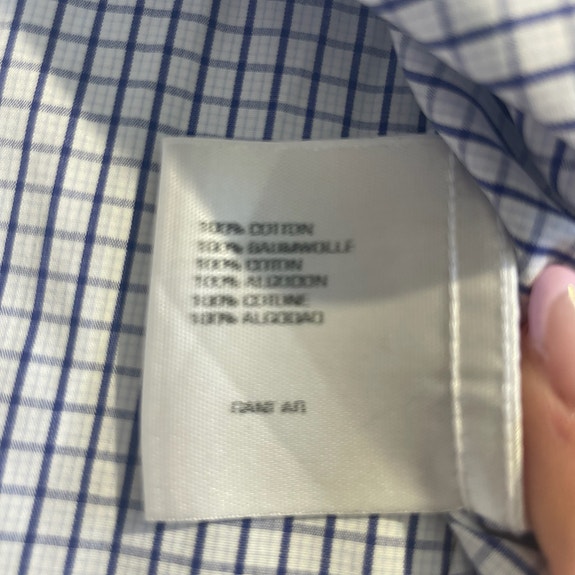 100% COTTON
100% BAUMWOLLE
100% COTON
100% ALGODON
100% COTONE
100% ALGODAO